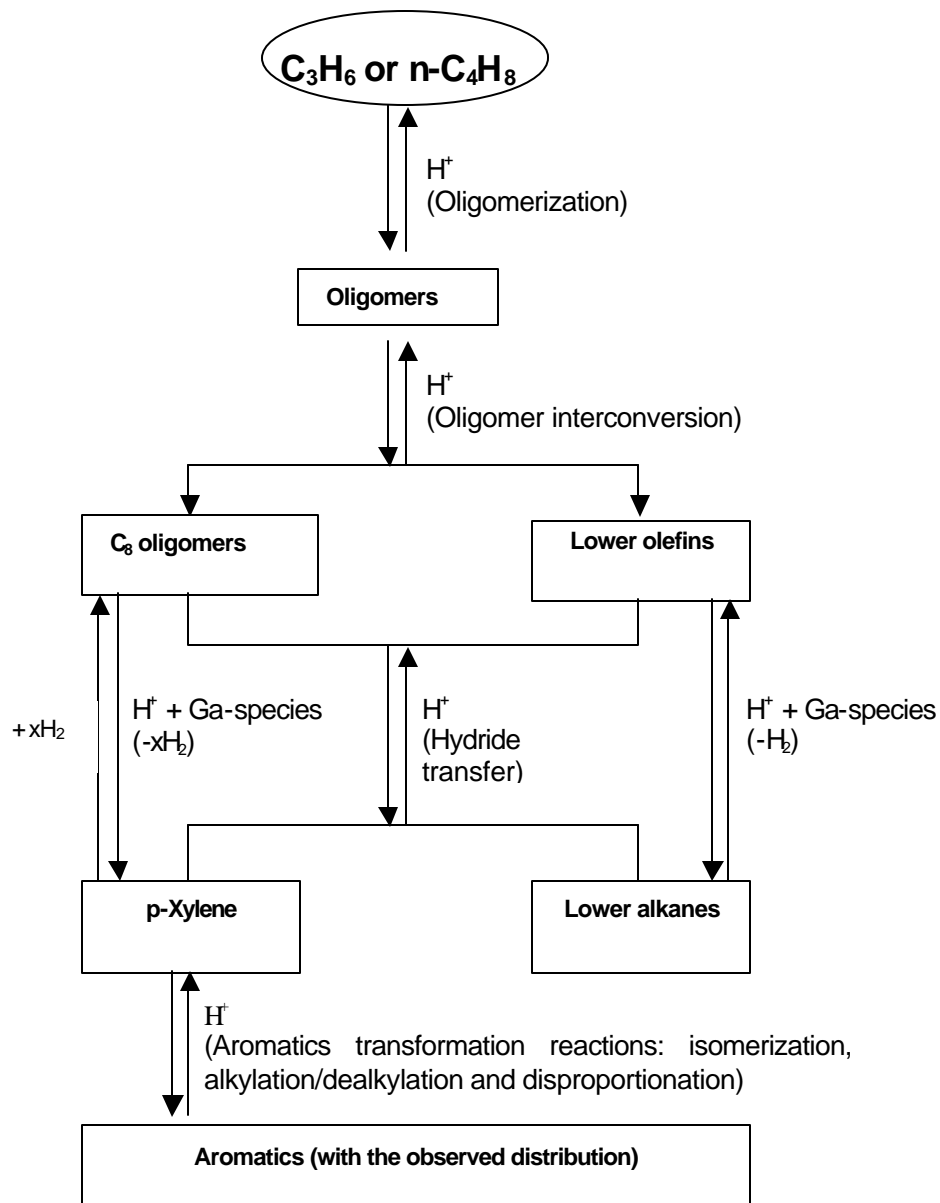 C₃H₆ or n-C₄H₈
H⁺
(Oligomerization)
Oligomers
H⁺
(Oligomer interconversion)
C₈ oligomers
Lower olefins
+ xH₂
H⁺ + Ga-species
(-xH₂)
H⁺
(Hydride
transfer)
H⁺ + Ga-species
(-H₂)
p-Xylene
Lower alkanes
H⁺
(Aromatics transformation reactions: isomerization,
alkylation/dealkylation and disproportionation)
Aromatics (with the observed distribution)